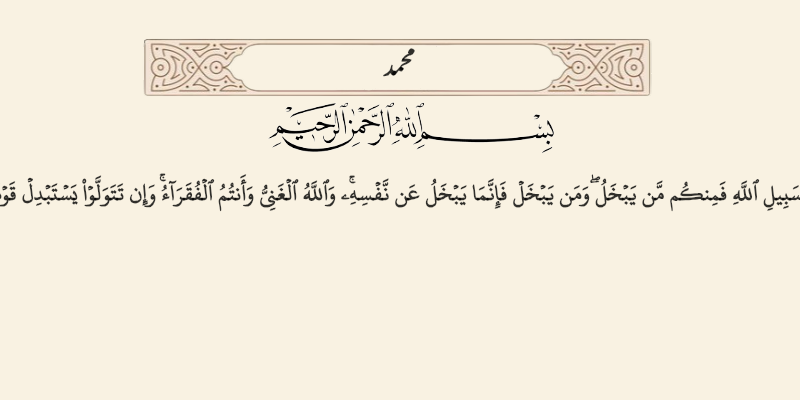 محمد
بِسْمِ ٱللَّهِ ٱلرَّحْمَٰنِ ٱلرَّحِيمِ
سَبِيلِ ٱللَّهِ فَمِنكُم مَّن يَبْخَلُ ۖ وَمَن يَبْخَلْ فَإِنَّمَا يَبْخَلُ عَن نَّفْسِهِۦ ۚ وَٱللَّهُ ٱلْغَنِىُّ وَأَنتُمُ ٱلْفُقَرَآءُ ۚ وَإِن تَتَوَلَّوْا۟ يَسْتَبْدِلْ